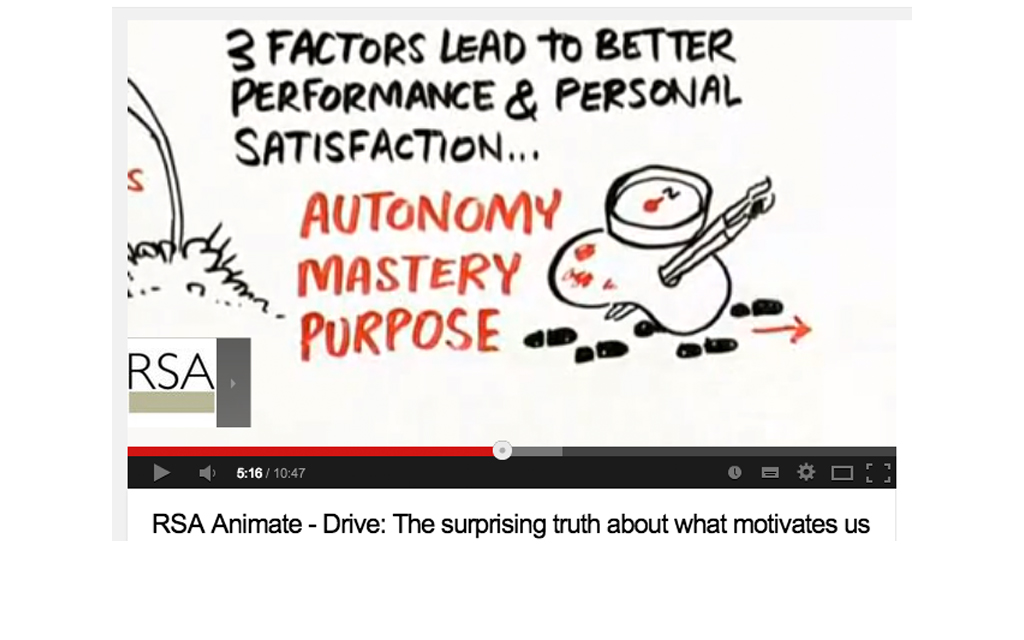 3 FACTORS LEAD TO BETTER
PERFORMANCE & PERSONAL
SATISFACTION...
AUTONOMY
MASTERY
PURPOSE
S
RSA
5:16 / 10:47
RSA Animate - Drive: The surprising truth about what motivates us